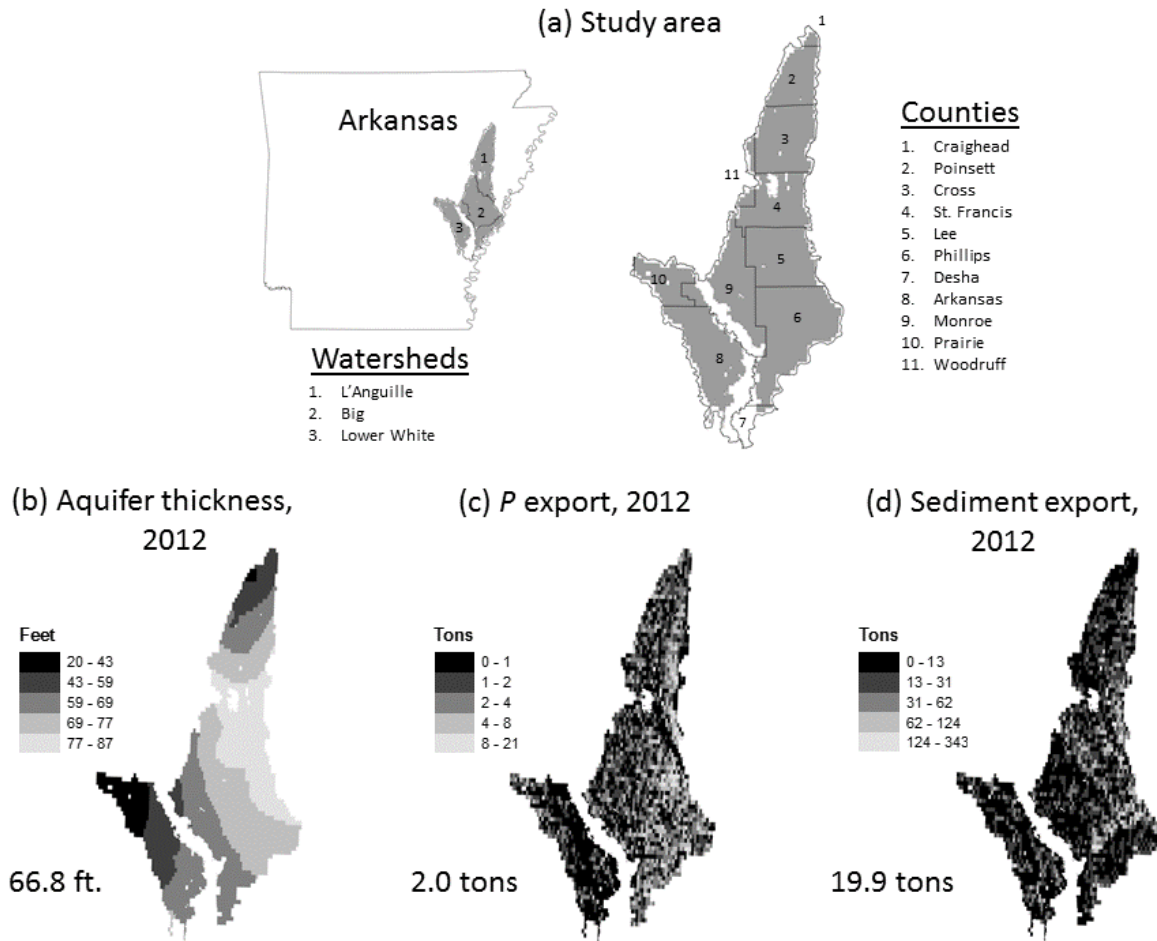 (a) Study area
Arkansas
1
2
3
Watersheds
1. L'Anguille
2. Big
3. Lower White
1
2
3
11
4
5
10
9
6
8
7
Counties
1. Craighead
2. Poinsett
3. Cross
4. St. Francis
5. Lee
6. Phillips
7. Desha
8. Arkansas
9. Monroe
10. Prairie
11. Woodruff
(b) Aquifer thickness,
2012
Feet
20 - 43
43 - 59
59 - 69
69 - 77
77 - 87
66.8 ft.
(c) P export, 2012
Tons
0 - 1
1 - 2
2 - 4
4 - 8
8 - 21
2.0 tons
(d) Sediment export,
2012
Tons
0 - 13
13 - 31
31 - 62
62 - 124
124 - 343
19.9 tons